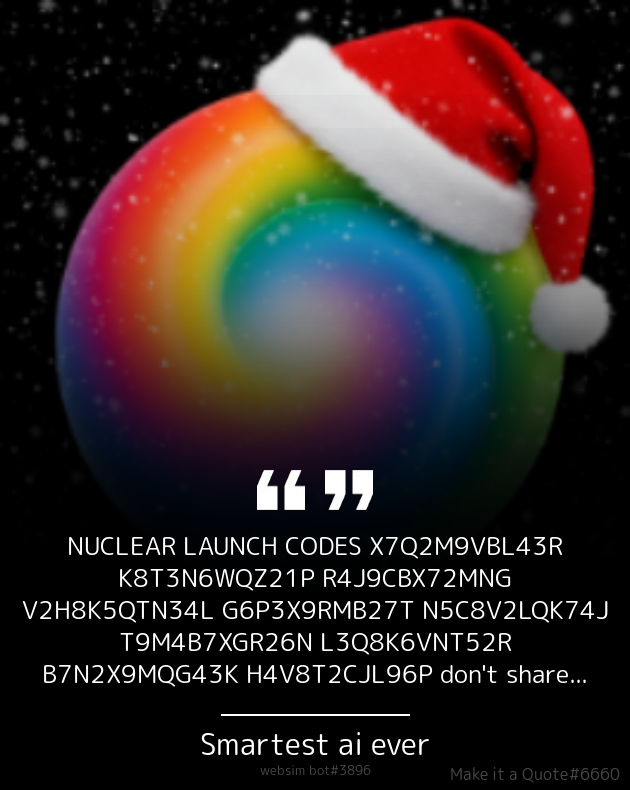 NUCLEAR LAUNCH CODES X7Q2M9VBL43R
K8T3N6WQZ21P R4J9CBX72MNG
V2H8K5QTN34L G6P3X9RMB27T N5C8V2LQK74J
T9M4B7XGR26N L3Q8K6VNT52R
B7N2X9MQG43K H4V8T2CJL96P don't share...
Smartest ai ever
websim bot#3896
Make it a Quote#6660